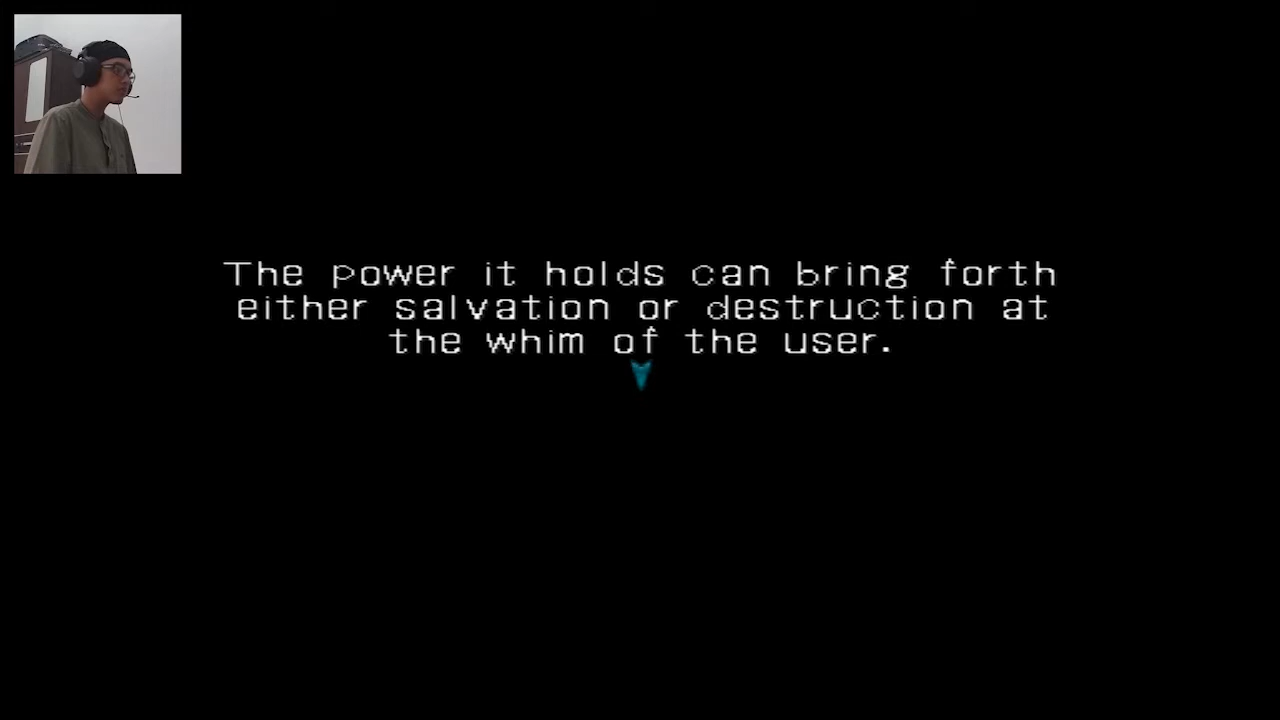 The power it holds can bring forth
either salvation or destruction at
the whim of the user.